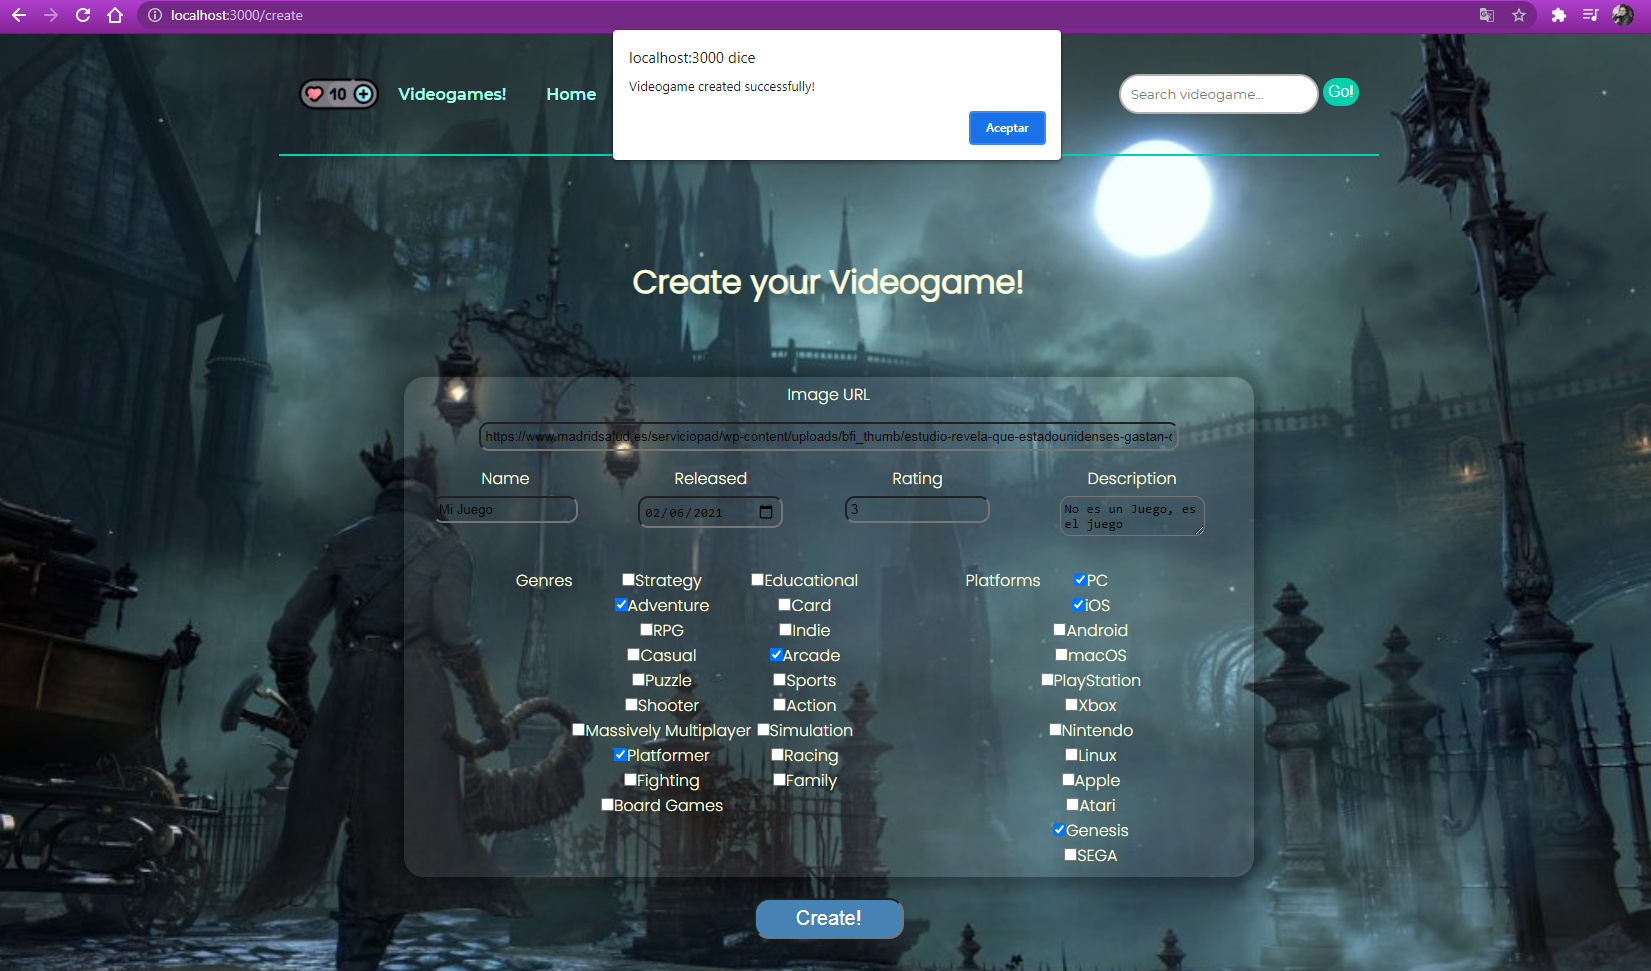 localhost:3000/create
localhost:3000 dice
Videogame created successfully!
Aceptar
10
Videogames!
Home
Search videogame...
Go!
Create your Videogame!
Image URL
https://www.madridsalud.es/serviciopad/wp-content/uploads/bfi_thumb/estudio-revela-que-estadounidenses-gastan-c
Name
Released
Rating
Description
Mi Juego
02/06/2021
3
No es un Juego, es
el juego
Genres
Strategy
Adventure
RPG
Casual
Puzzle
Shooter
Massively Multiplayer
Platformer
Fighting
Board Games
Educational
Card
Indie
Arcade
Sports
Action
Simulation
Racing
Family
Platforms
PC
iOS
Android
macOS
PlayStation
Xbox
Nintendo
Linux
Apple
Atari
Genesis
SEGA
Create!